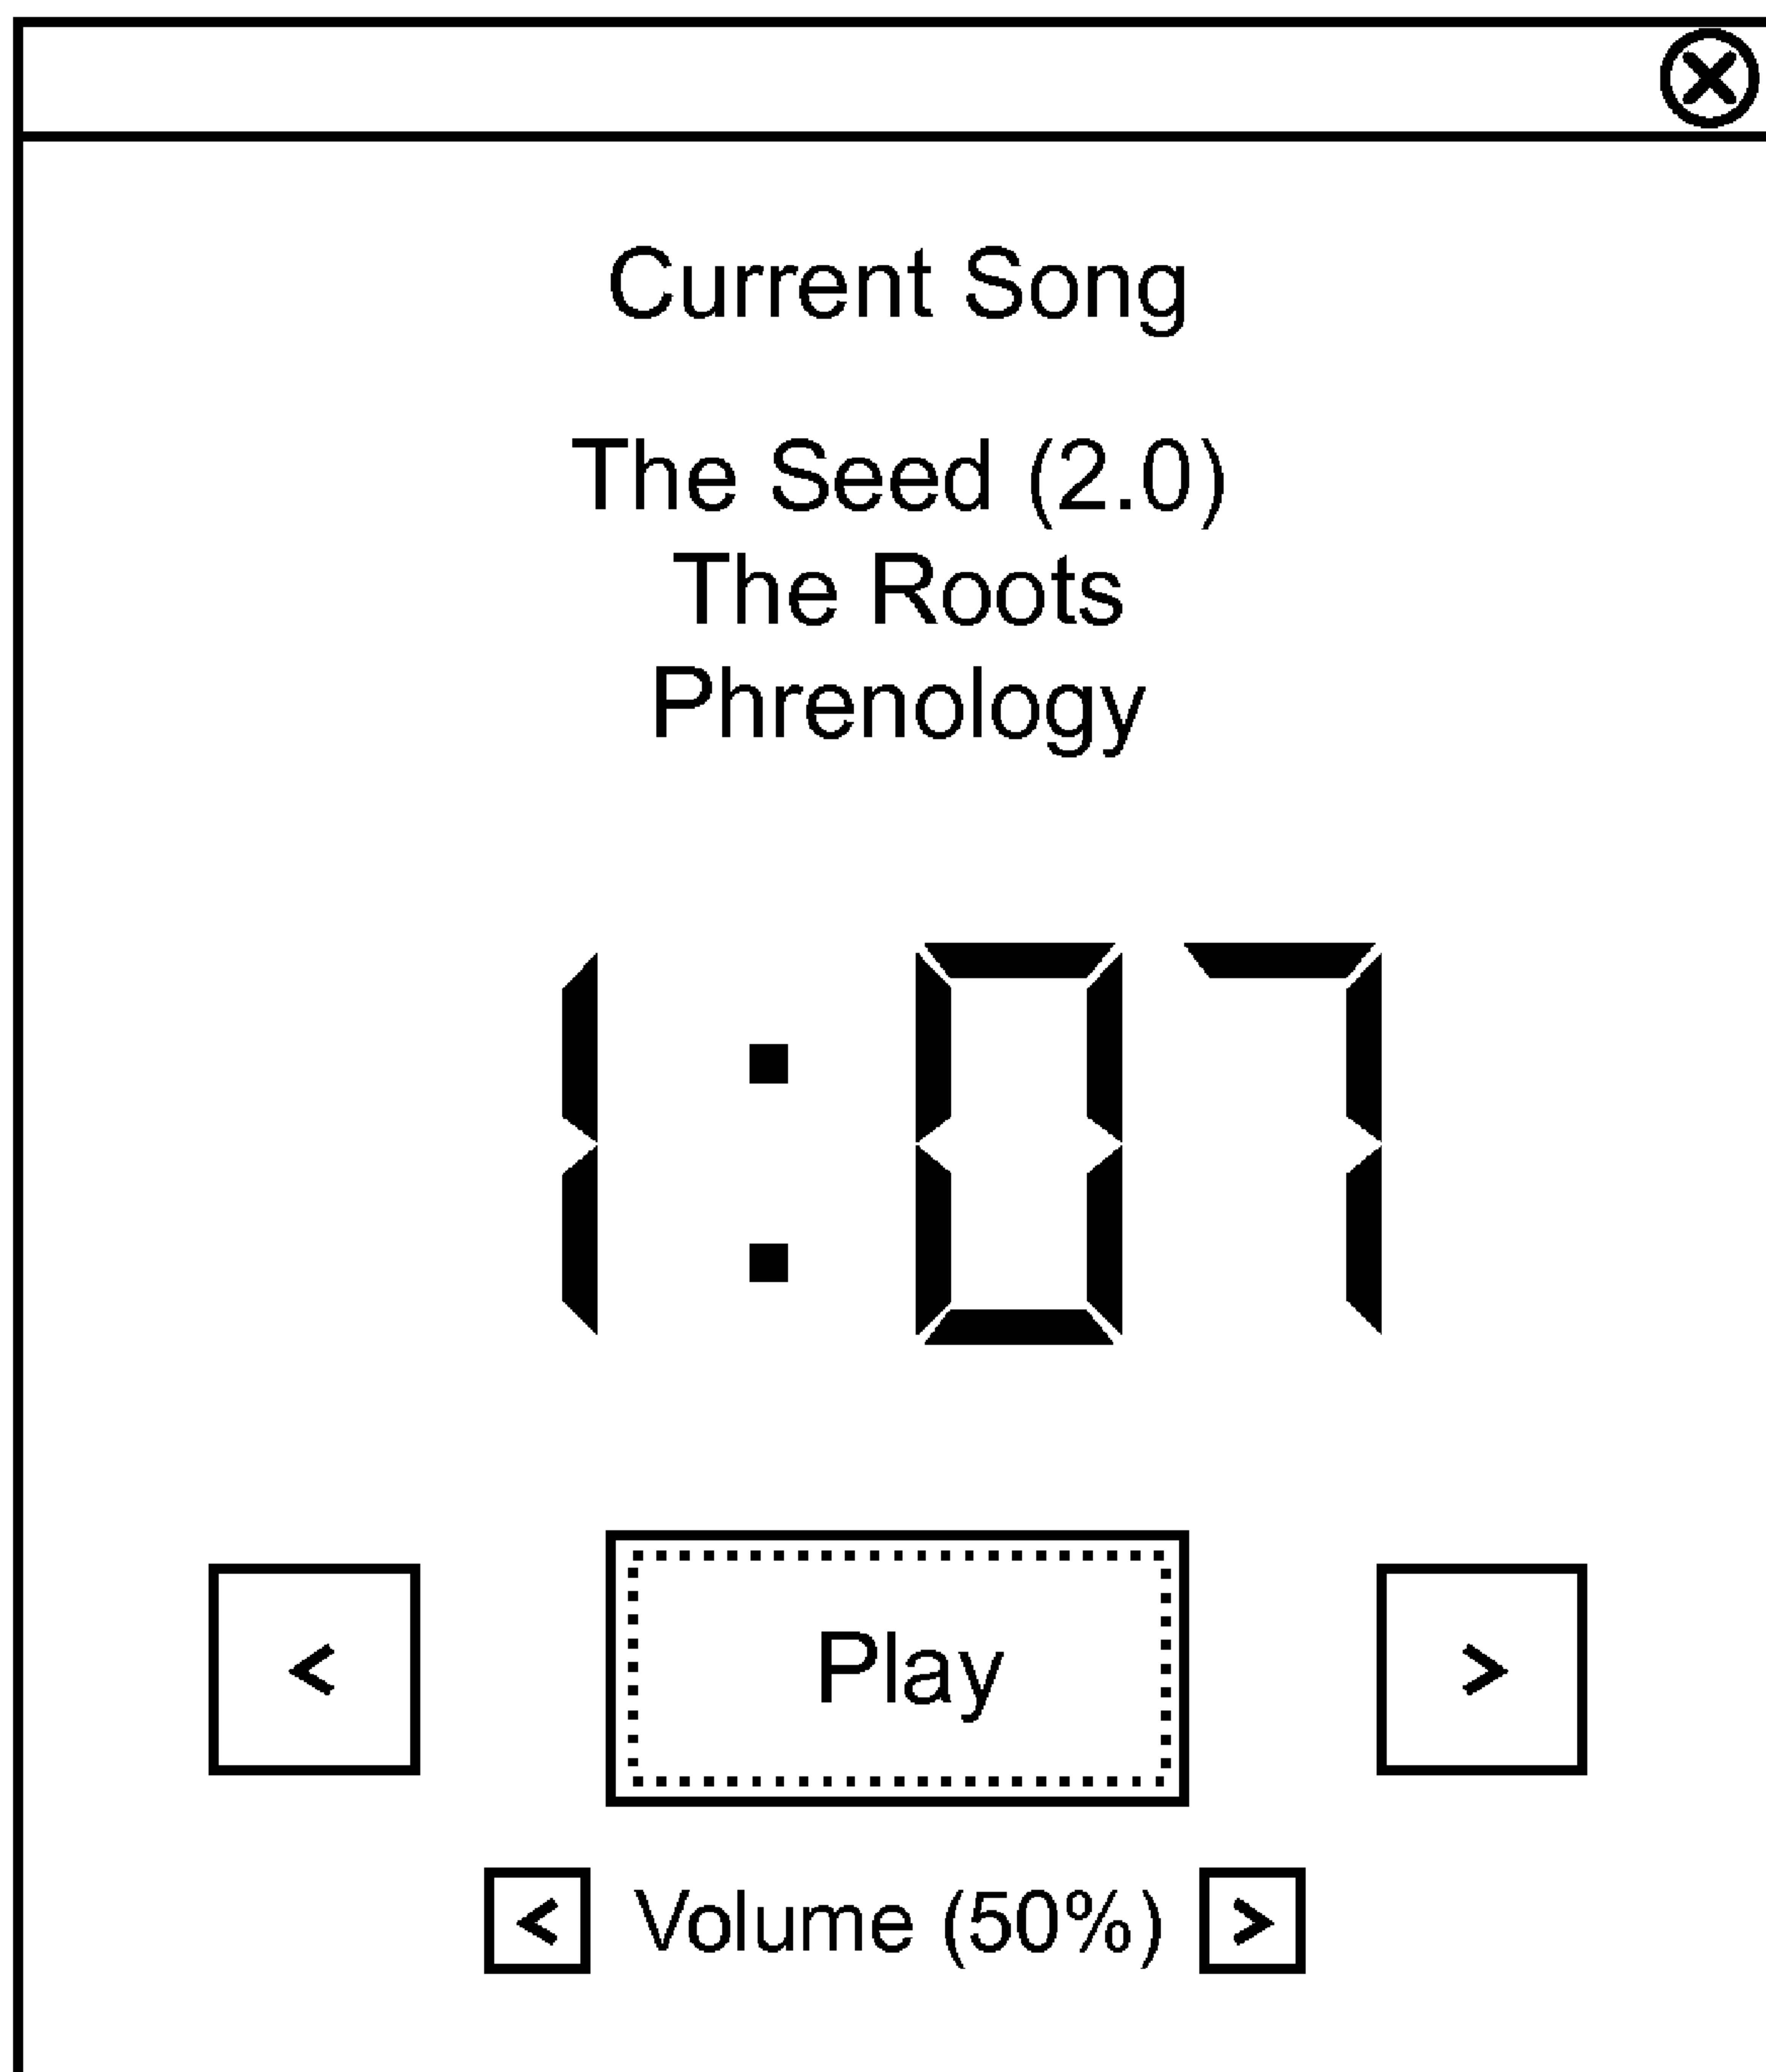 Current Song
The Seed (2.0)
The Roots
Phrenology
1:07
< Play >
< Volume (50%) >